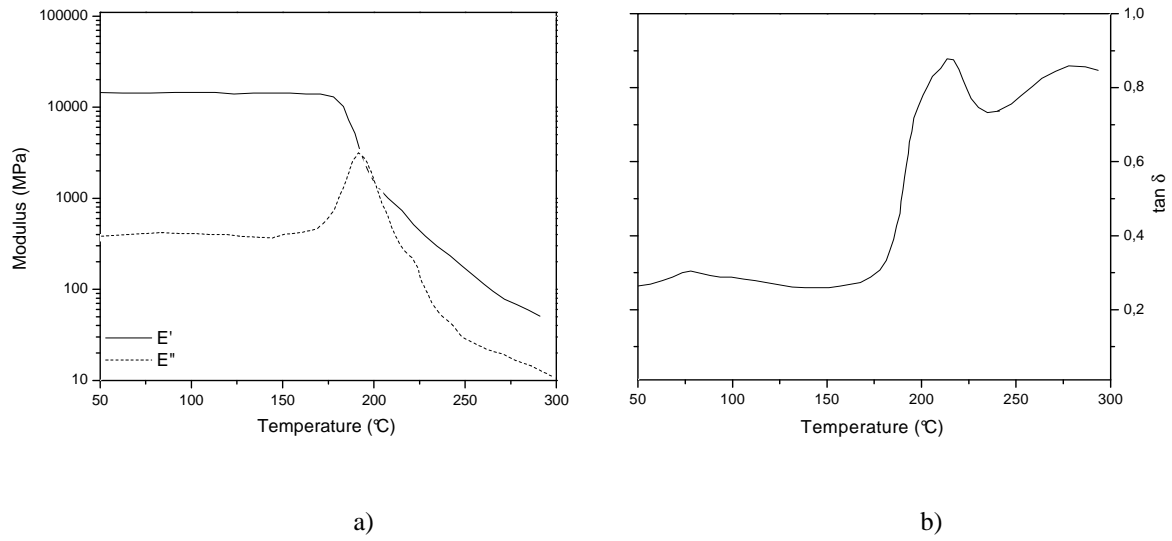 100000
10000
1000
100
10
Modulus (MPa)
E'
E"
50 100 150 200 250 300
Temperature (°C)
a)
1,0
0,8
0,6
0,4
0,2
tan δ
50 100 150 200 250 300
Temperature (°C)
b)